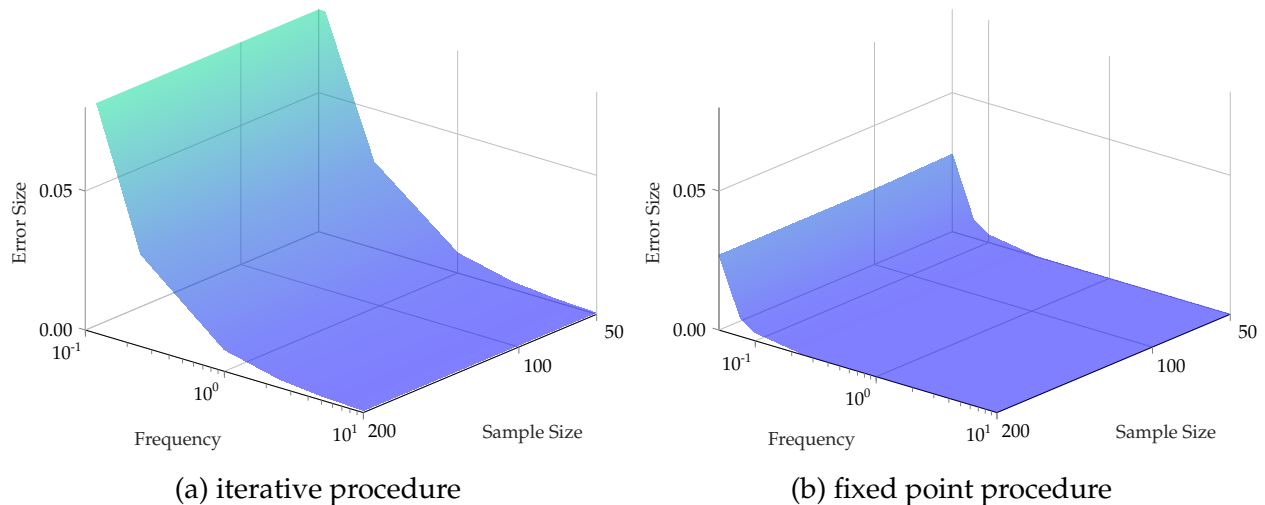 0.05
0.00
Error Size
10⁻¹
10⁰
10¹
Frequency
200
100
50
Sample Size
(a) iterative procedure
0.05
0.00
Error Size
10⁻¹
10⁰
10¹
Frequency
200
100
50
Sample Size
(b) fixed point procedure